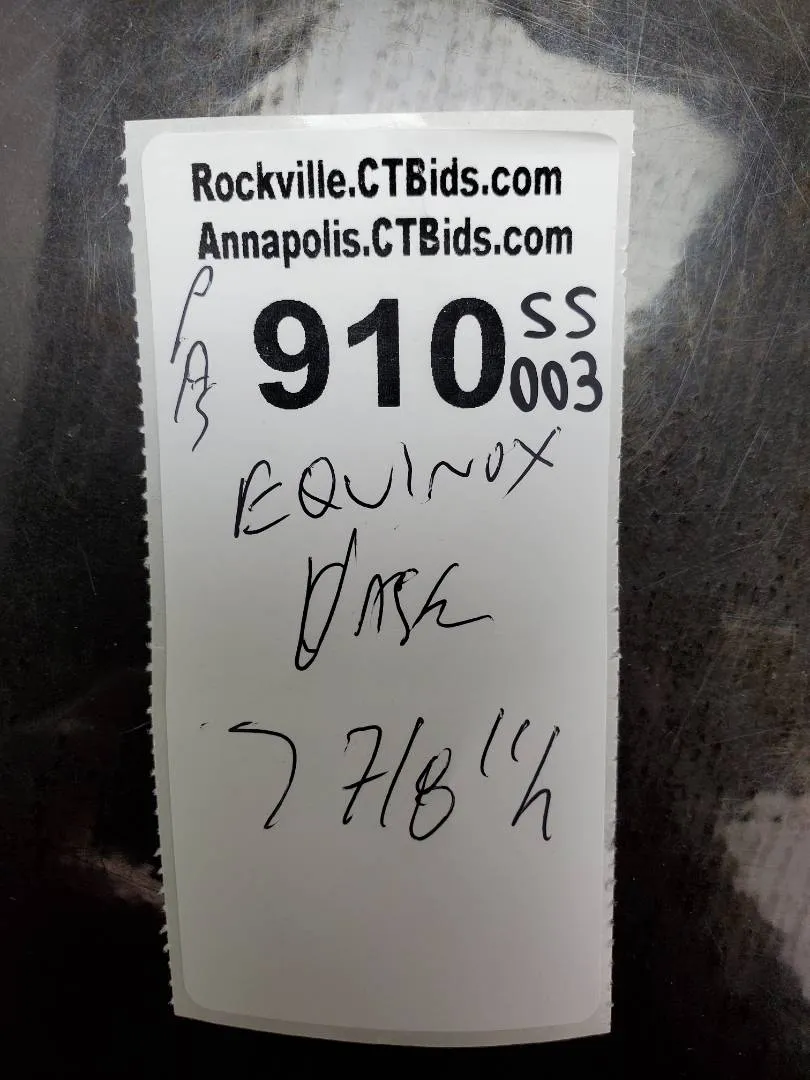 Rockville.CTBids.com
Annapolis.CTBids.com
910
SS
003
EQUINOX
7 7/8"h